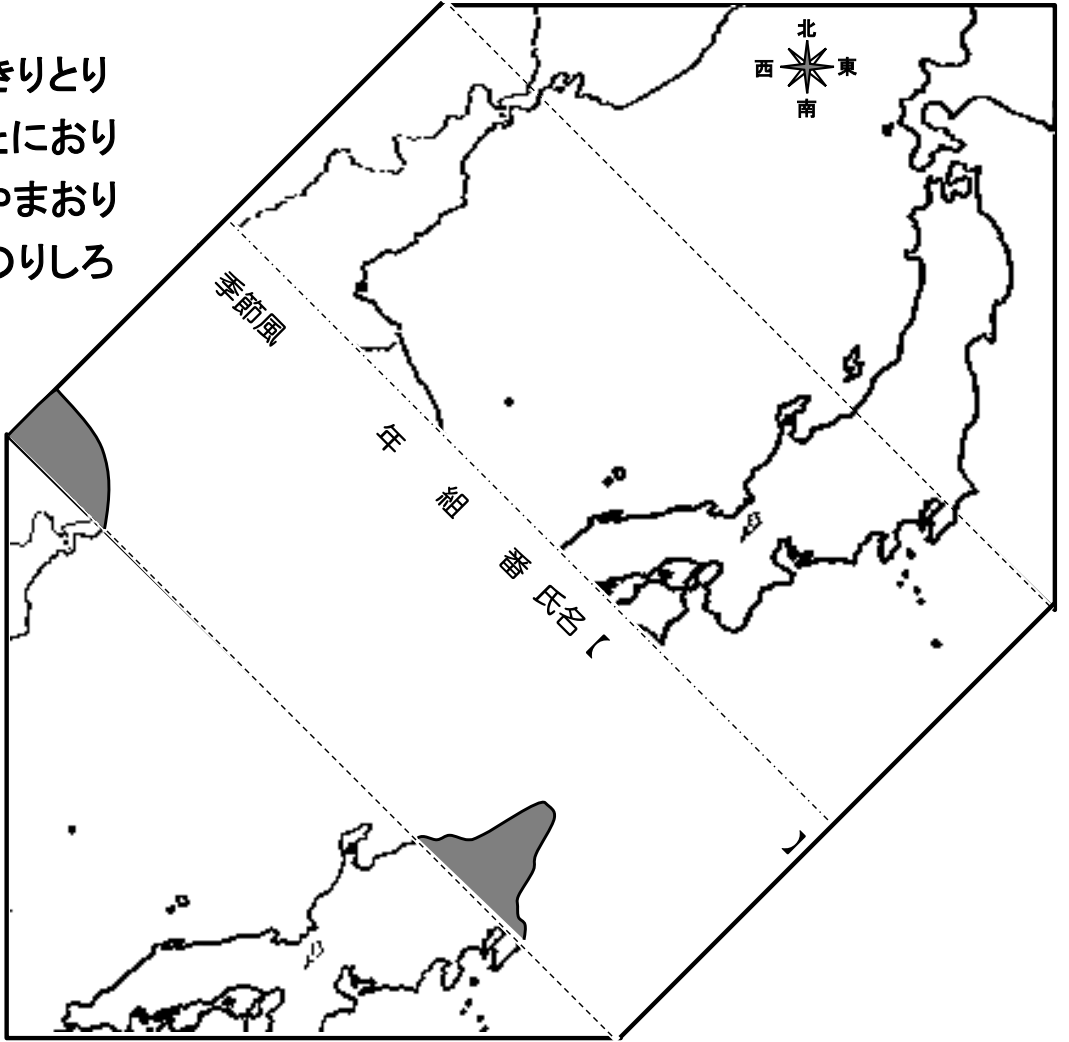 きりとり
におり
まおり
のりしろ
北
西 東
南
季節風
年 組 番 氏名【 】